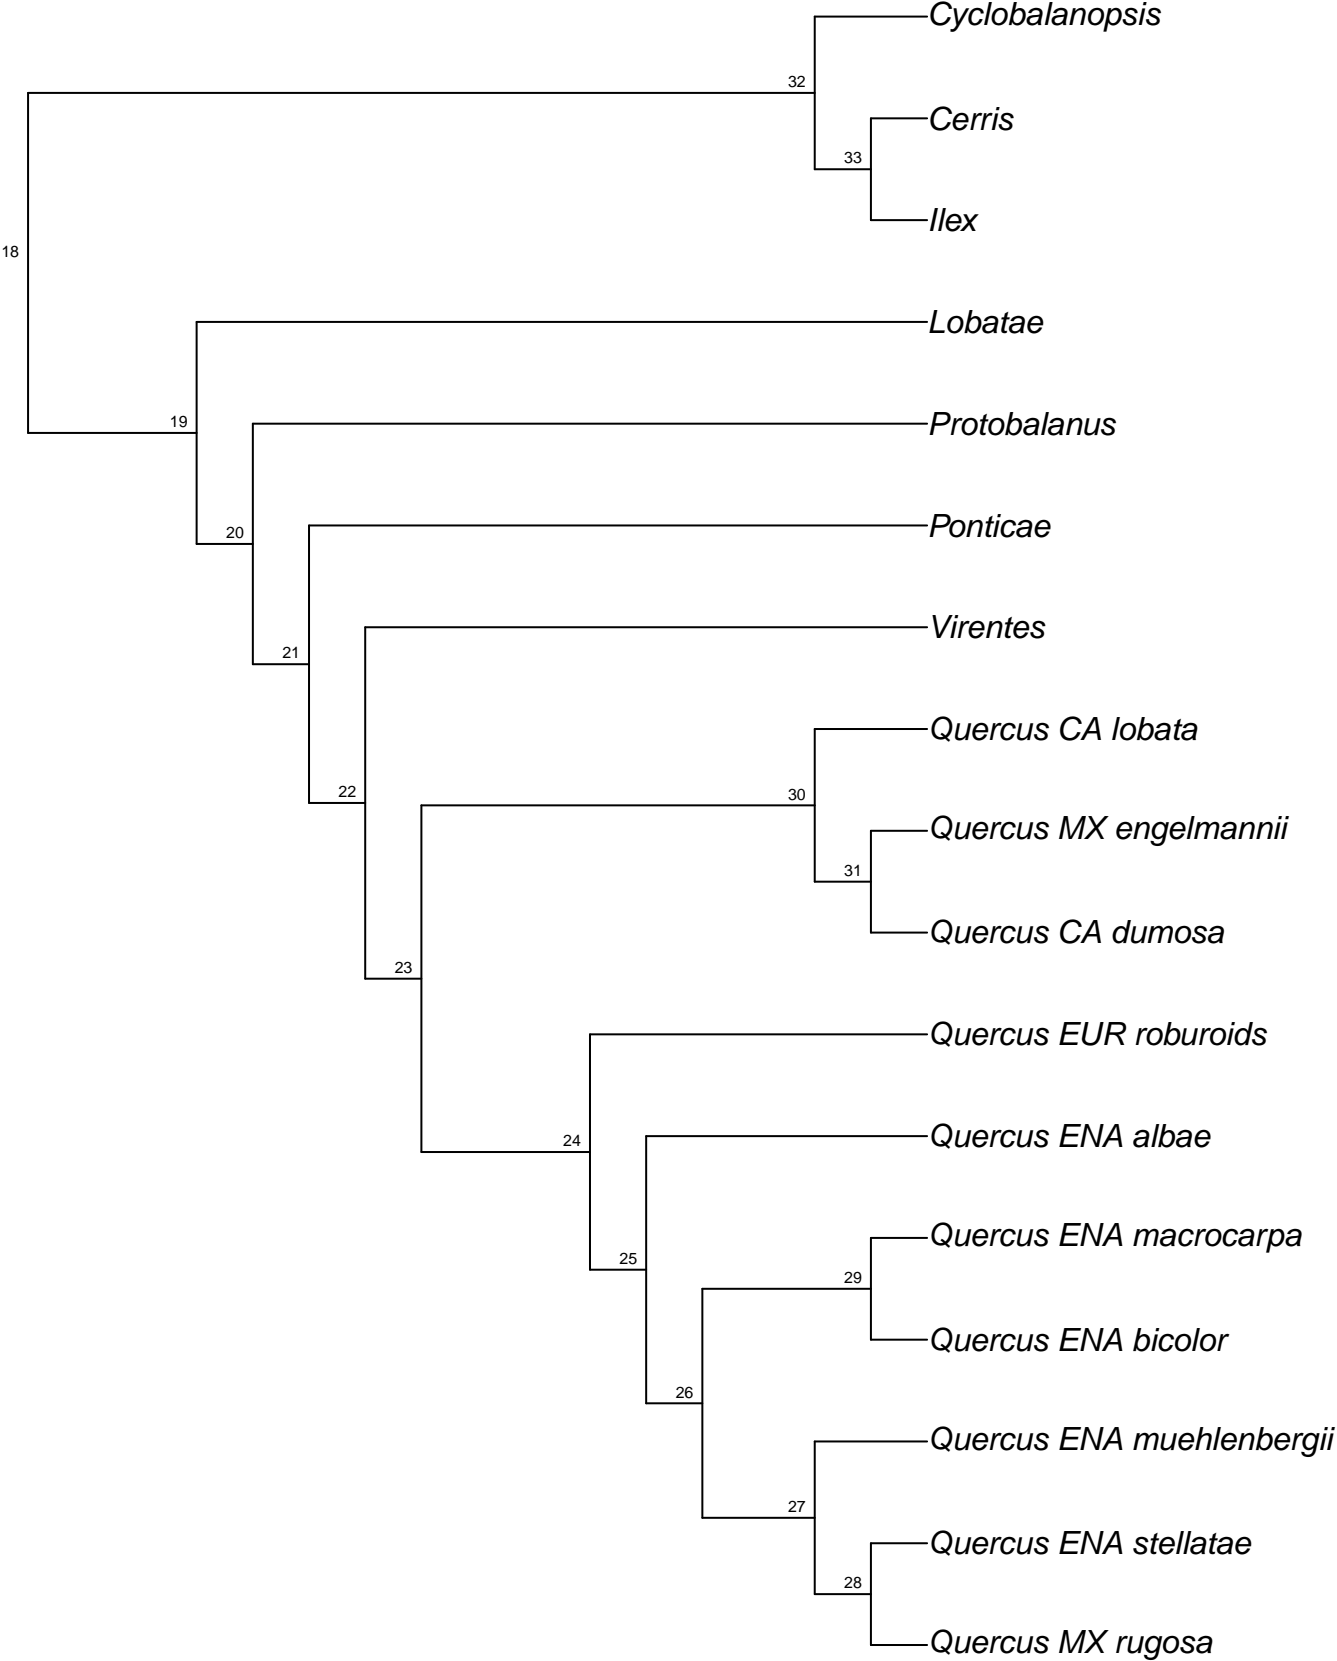 Cyclobalanopsis
32
Cerris
33
Ilex
18
Lobatae
19
Protobalanus
20
Ponticae
21
Virentes
22
Quercus CA lobata
30
Quercus MX engelmannii
31
Quercus CA dumosa
23
Quercus EUR roburoids
24
Quercus ENA albae
25
Quercus ENA macrocarpa
29
Quercus ENA bicolor
26
Quercus ENA muehlenbergii
27
Quercus ENA stellatae
28
Quercus MX rugosa